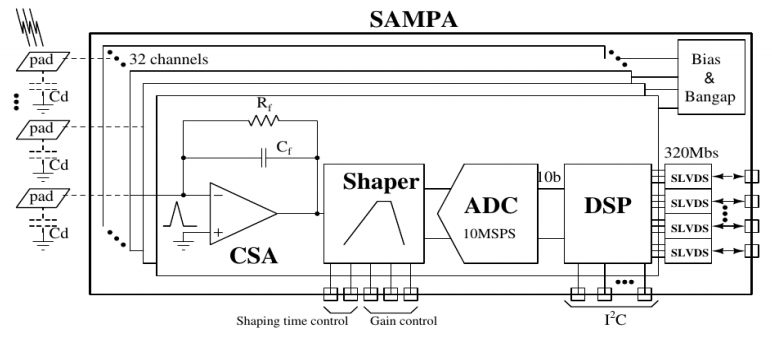 SAMPA
pad
32 channels
Bias
&
Bangap
Cd
pad
Cd
pad
Cd
Rf
Cf
−
+
CSA
Shaper
ADC
10MSPS
10b
DSP
320Mbs
SLVDS
SLVDS
SLVDS
SLVDS
Shaping time control
Gain control
I²C